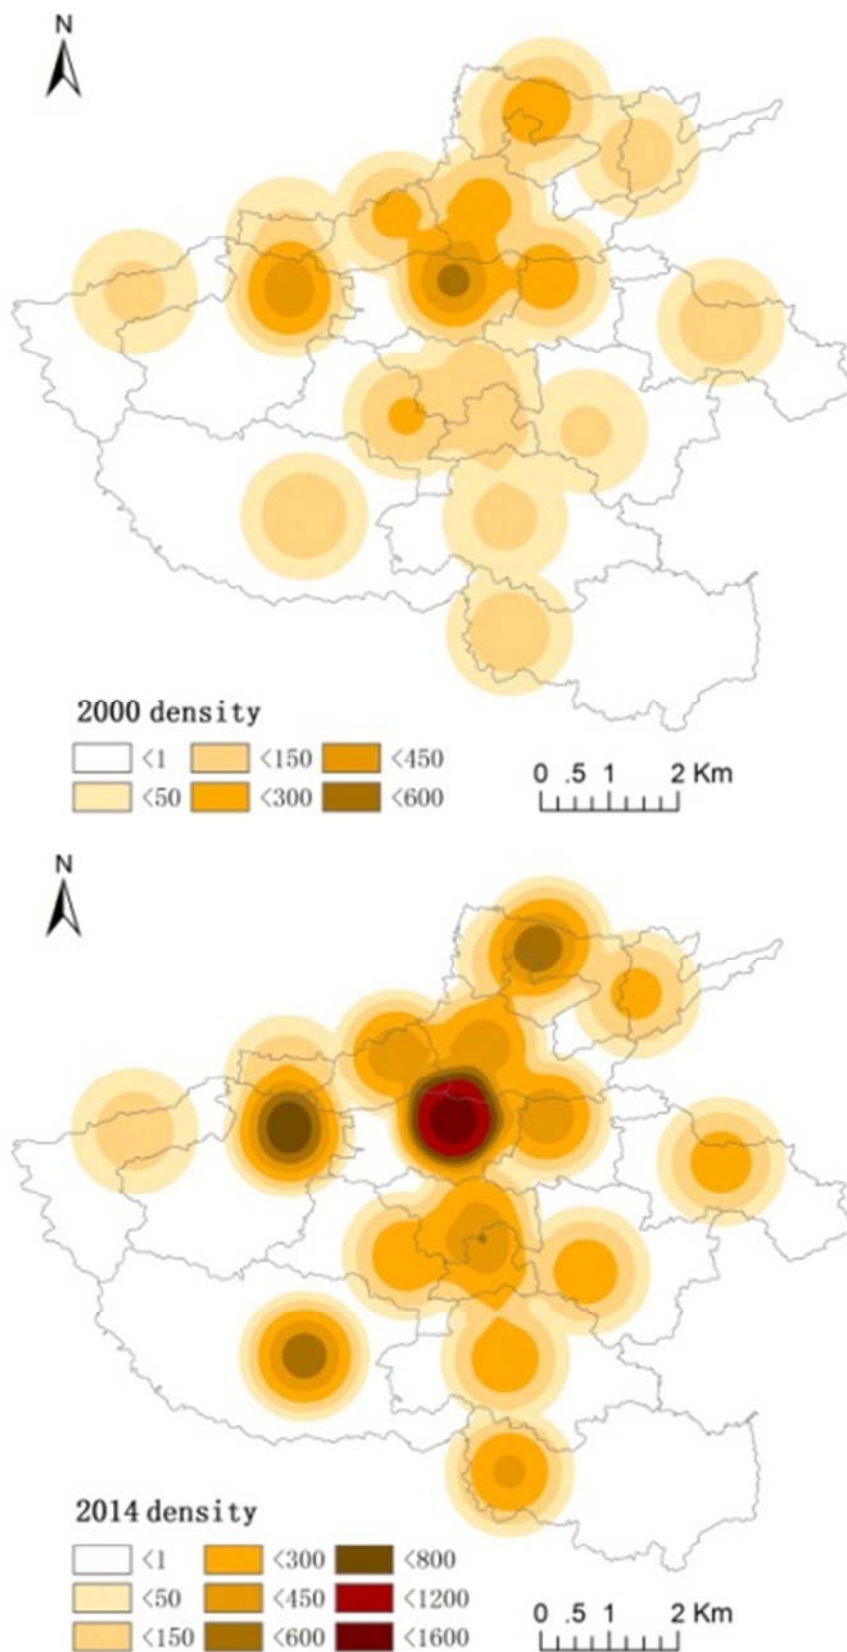 N
2000 density
<1 <150 <450
<50 <300 <600
0 .5 1 2 Km
N
2014 density
<1 <300 <800
<50 <450 <1200
<150 <600 <1600
0 .5 1 2 Km